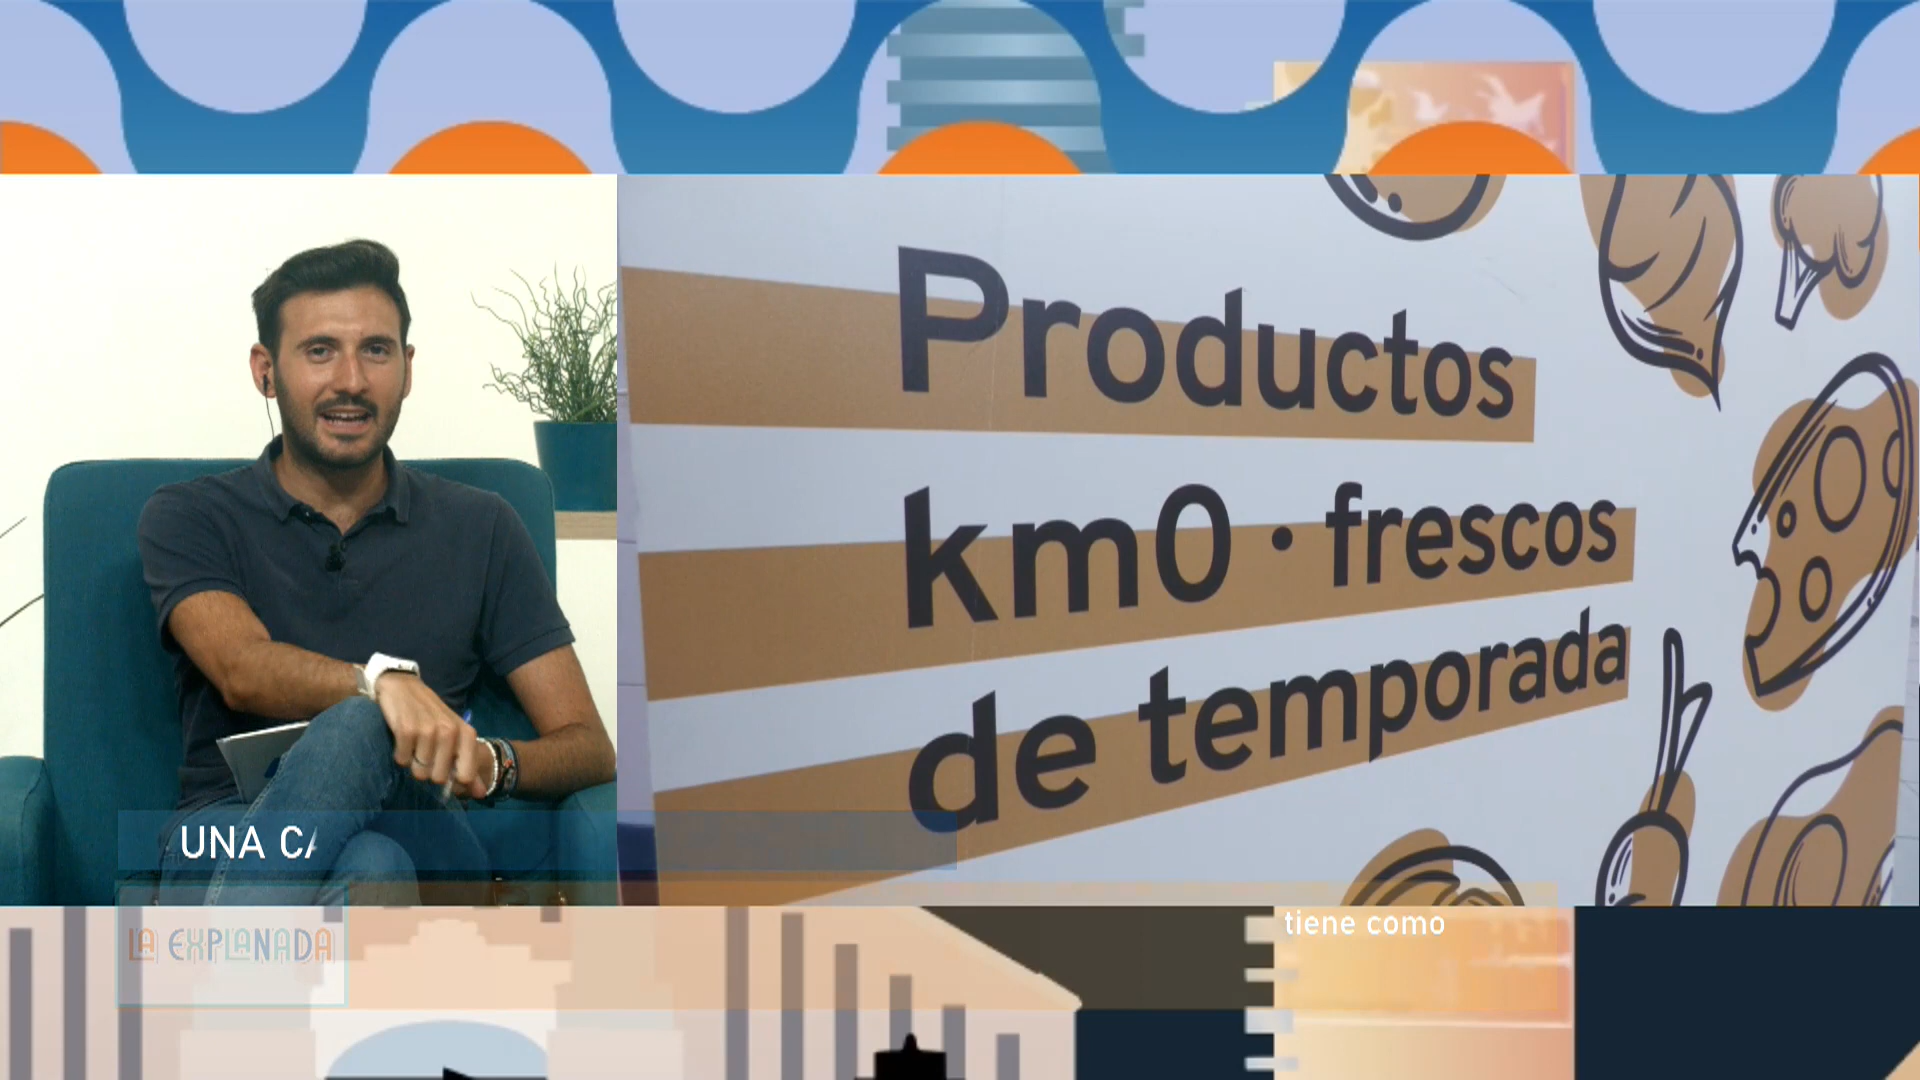 Productos
km0 · frescos
de temporada
UNA
LA EXPLANADA
tiene como